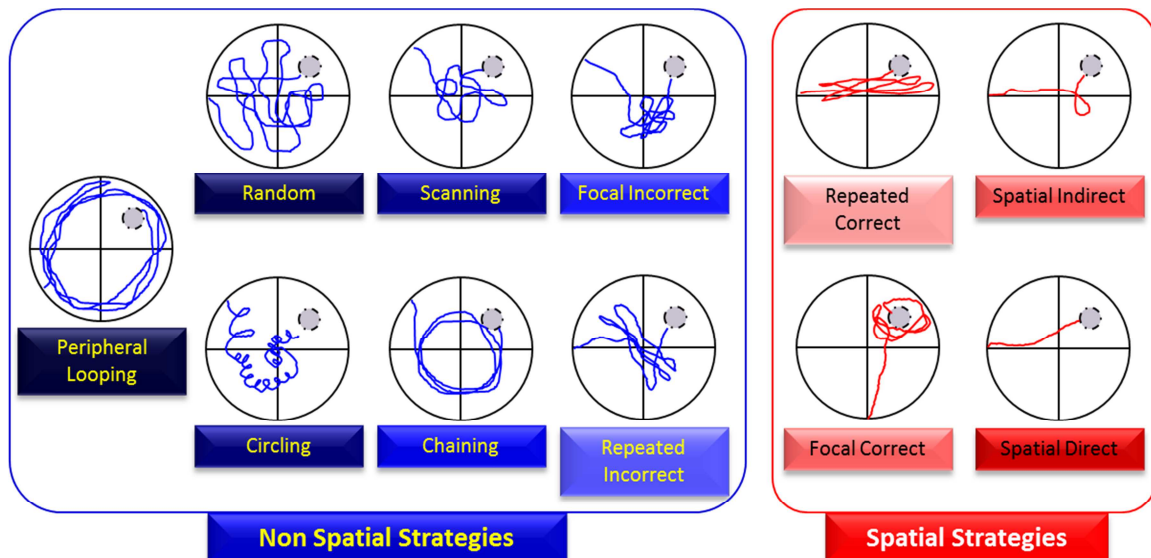 Random
Scanning
Focal Incorrect
Repeated
Correct
Spatial Indirect
Peripheral
Looping
Circling
Chaining
Repeated
Incorrect
Focal Correct
Spatial Direct
Non Spatial Strategies
Spatial Strategies